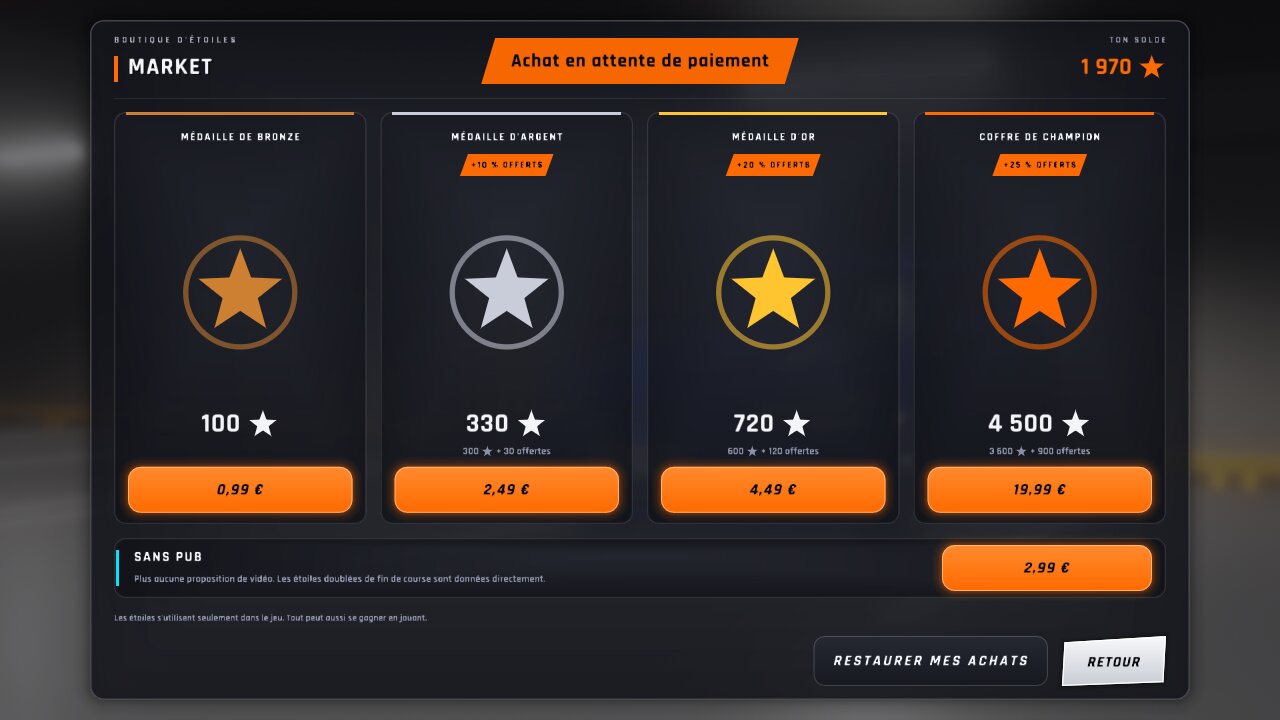 BOUTIQUE D'ÉTOILES
MARKET
Achat en attente de paiement
TON SOLDE
1 970
MÉDAILLE DE BRONZE
100
0,99 €
MÉDAILLE D'ARGENT
+10 % OFFERTS
330
300 ★ + 30 offertes
2,49 €
MÉDAILLE D'OR
+20 % OFFERTS
720
600 ★ + 120 offertes
4,49 €
COFFRE DE CHAMPION
+25 % OFFERTS
4 500
3 600 ★ + 900 offertes
19,99 €
SANS PUB
Plus aucune proposition de vidéo. Les étoiles doublées de fin de course sont données directement.
2,99 €
Les étoiles s'utilisent seulement dans le jeu. Tout peut aussi se gagner en jouant.
RESTAURER MES ACHATS
RETOUR